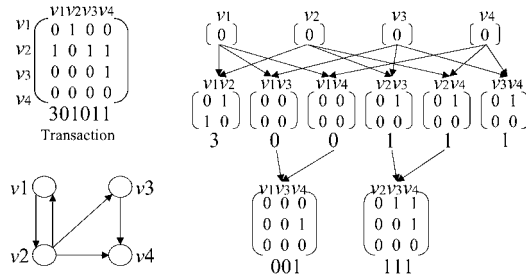 v1v2v3v4
v1 0 1 0 0
v2 1 0 1 1
v3 0 0 0 1
v4 0 0 0 0
301011
Transaction
v1 v3
v2 v4
v1 v2 v3 v4
0 0 0 0
v1v2 v1v3 v1v4 v2v3 v2v4 v3v4
0 1 0 0 0 0 0 1 0 1 0 1
1 0 0 0 0 0 0 0 0 0 0 0
3 0 0 1 1 1
v1v3v4 v2v3v4
0 0 0 0 1 1
0 0 1 0 0 1
0 0 0 0 0 0
001 111